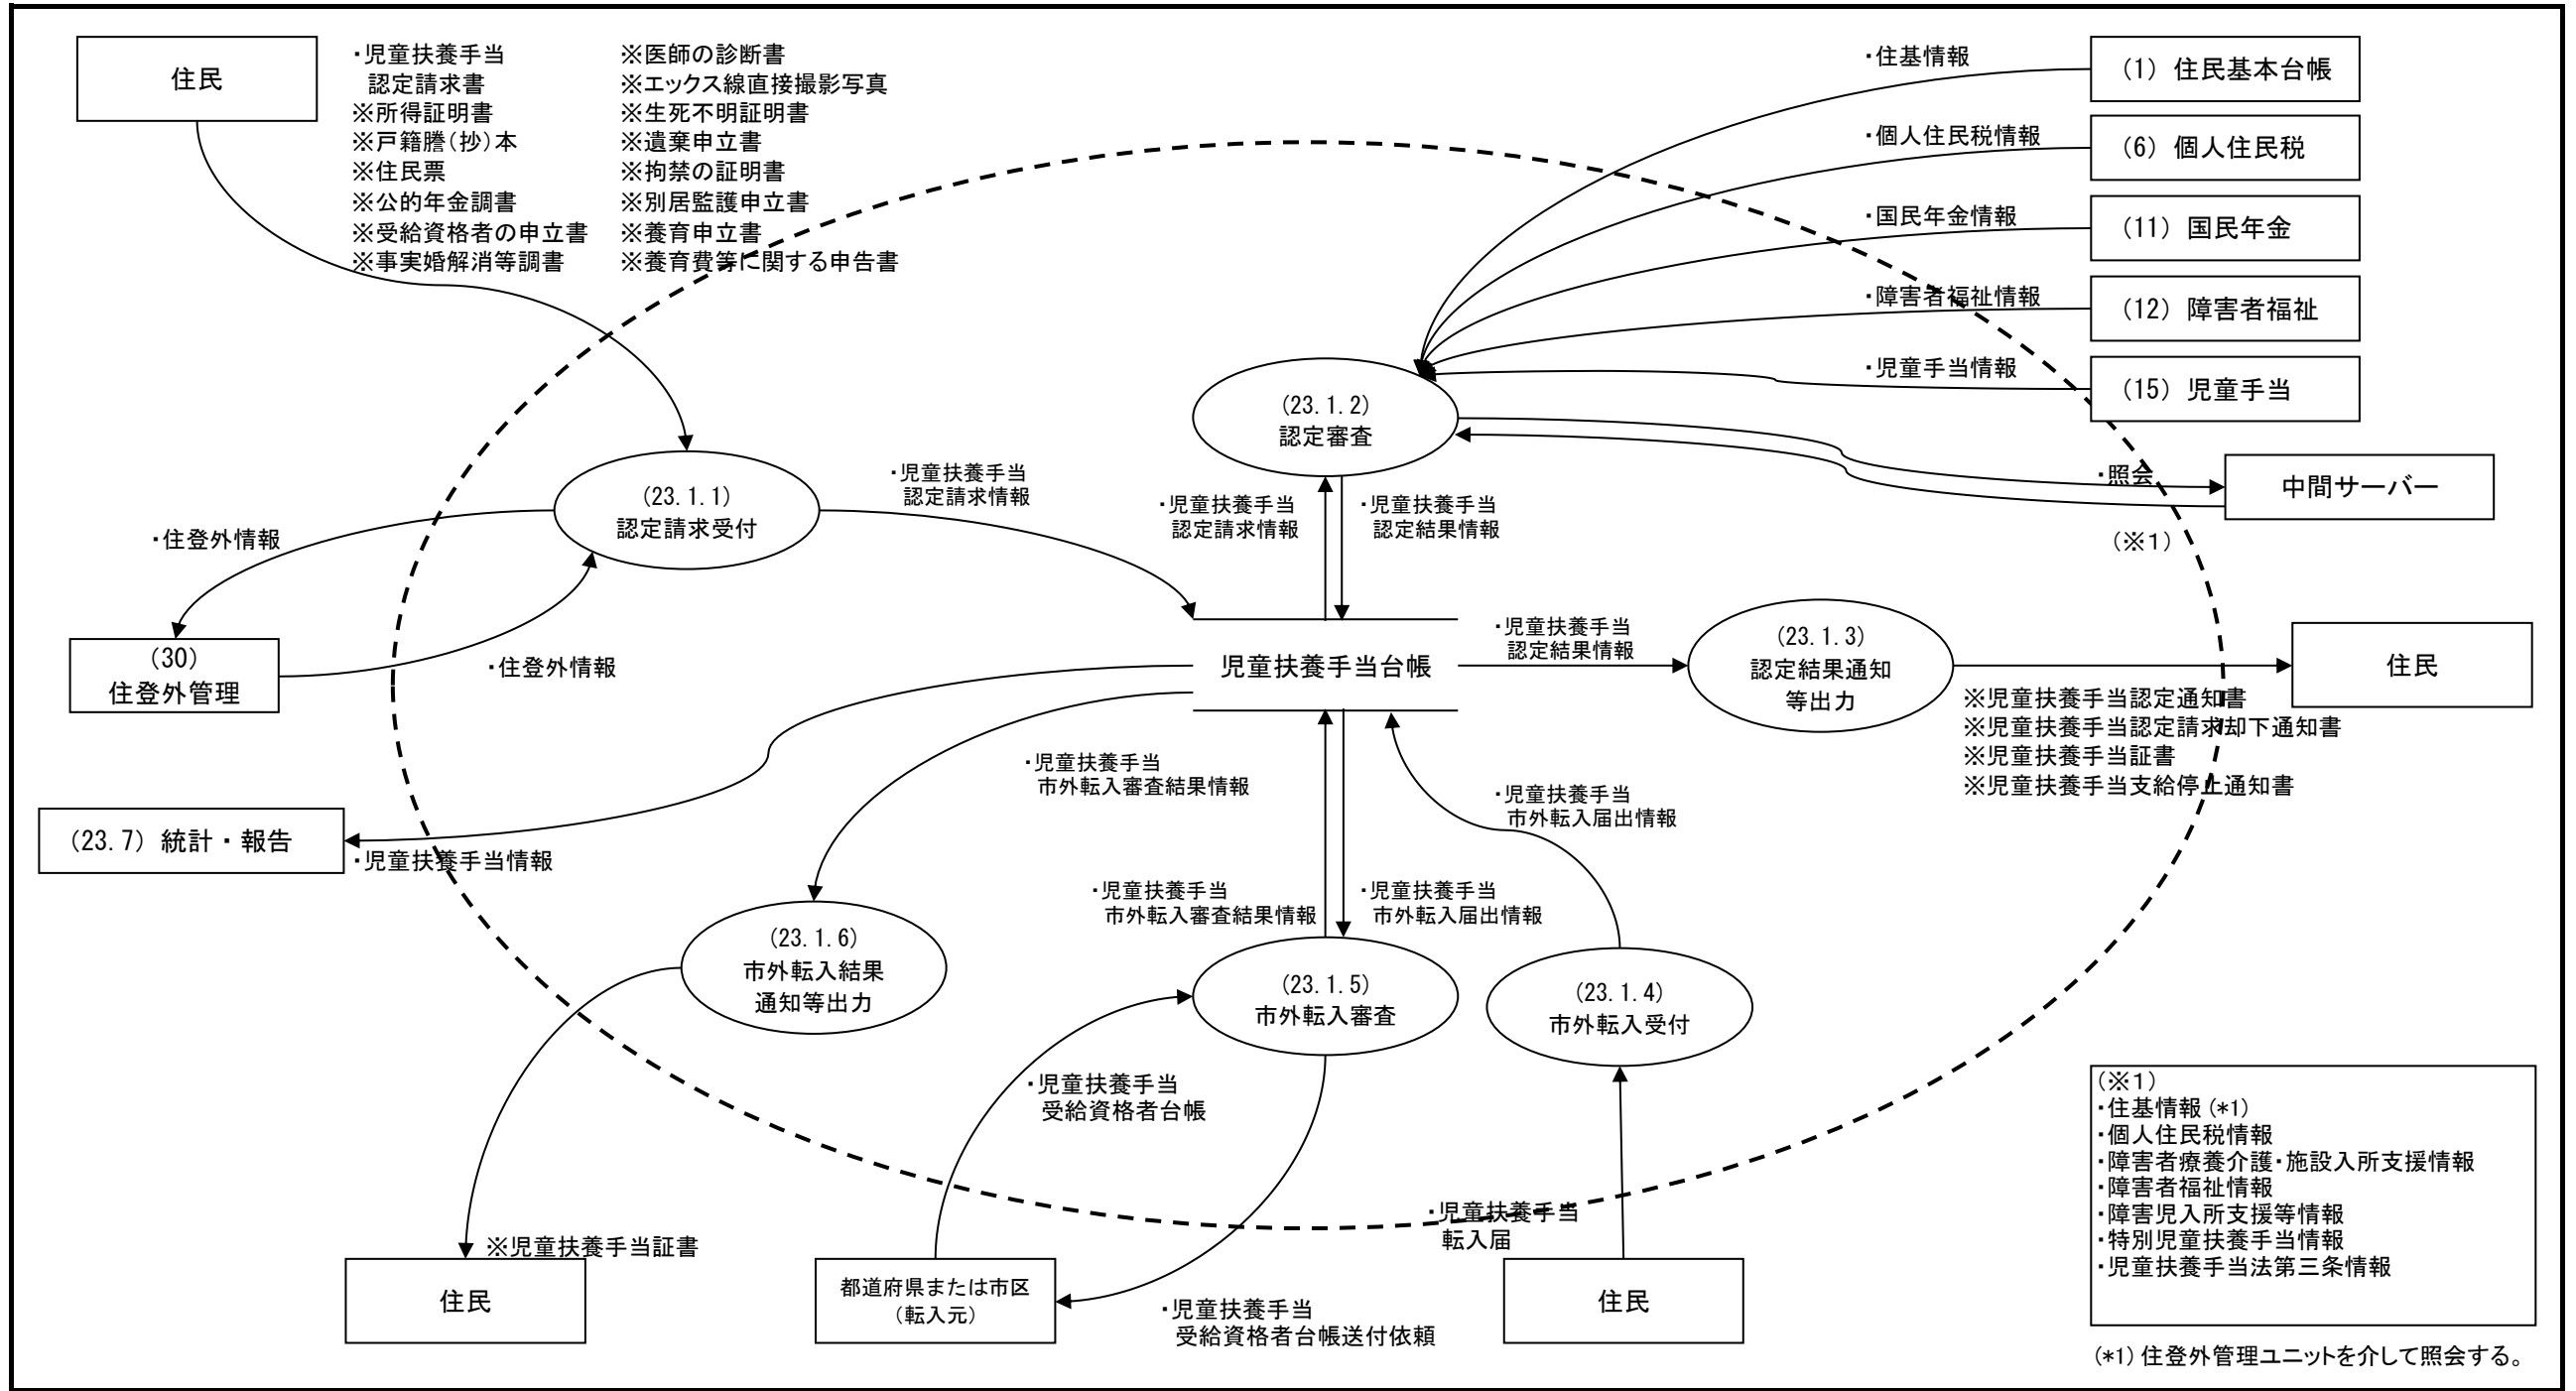 住民
・児童扶養手当
認定請求書
※所得証明書
※戸籍謄(抄)本
※住民票
※公的年金調書
※受給資格者の申立書
※事実婚解消等調書
※医師の診断書
※エックス線直接撮影写真
※生死不明証明書
※遺棄申立書
※拘禁の証明書
※別居監護申立書
※養育申立書
※養育費等に関する申告書
・住基情報
(1) 住民基本台帳
・個人住民税情報
(6) 個人住民税
・国民年金情報
(11) 国民年金
・障害者福祉情報
(12) 障害者福祉
・児童手当情報
(15) 児童手当
(23.1.2)
認定審査
・照会
中間サーバー
(※1)
(23.1.1)
認定請求受付
・児童扶養手当
認定請求情報
・児童扶養手当
認定請求情報
・児童扶養手当
認定結果情報
・住登外情報
(30)
住登外管理
・住登外情報
児童扶養手当台帳
・児童扶養手当
認定結果情報
(23.1.3)
認定結果通知
等出力
住民
※児童扶養手当認定通知書
※児童扶養手当認定請求却下通知書
※児童扶養手当証書
※児童扶養手当支給停止通知書
・児童扶養手当
市外転入審査結果情報
・児童扶養手当
市外転入届出情報
(23.7) 統計・報告
・児童扶養手当情報
・児童扶養手当
市外転入審査結果情報
・児童扶養手当
市外転入届出情報
(23.1.6)
市外転入結果
通知等出力
(23.1.5)
市外転入審査
(23.1.4)
市外転入受付
・児童扶養手当
受給資格者台帳
・児童扶養手当
転入届
※児童扶養手当証書
住民
都道府県または市区
(転入元)
・児童扶養手当
受給資格者台帳送付依頼
住民
(※1)
・住基情報(*1)
・個人住民税情報
・障害者療養介護・施設入所支援情報
・障害者福祉情報
・障害児入所支援等情報
・特別児童扶養手当情報
・児童扶養手当法第三条情報
(*1)住登外管理ユニットを介して照会する。